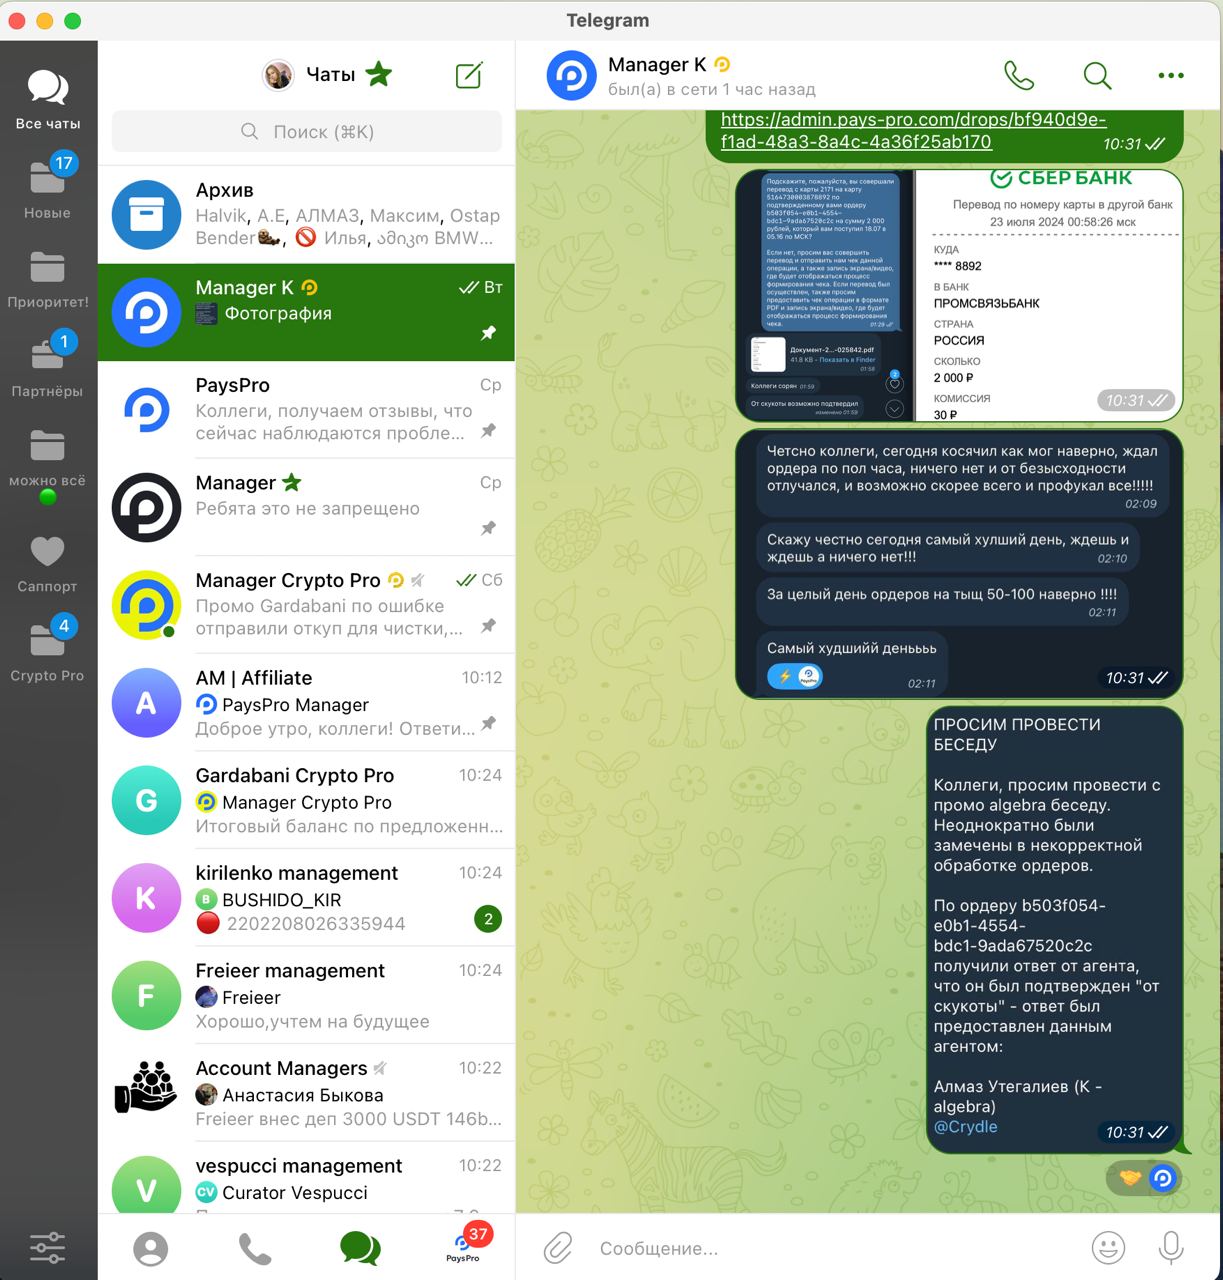 Telegram
Все чаты
17
Новые
Приоритет!
1
Партнёры
можно всё
Саппорт
4
Crypto Pro
Чаты
Поиск (⌘K)
Архив
Halvik, А.Е, АЛМАЗ, Максим, Ostap
Bender, Илья, ამიკო BMW...
Manager K
Вт
Фотография
PaysPro
Ср
Коллеги, получаем отзывы, что
сейчас наблюдаются пробле...
Manager
Ср
Ребята это не запрещено
Manager Crypto Pro
Сб
Промо Gardabani по ошибке
отправили откуп для чистки,...
A
AM | Affiliate
10:12
PaysPro Manager
Доброе утро, коллеги! Ответи...
G
Gardabani Crypto Pro
10:24
Manager Crypto Pro
Итоговый баланс по предложенн...
K
kirilenko management
10:24
B
BUSHIDO_KIR
2202208026335944
2
F
Freieer management
10:24
Freieer
Хорошо,учтем на будущее
Account Managers
10:22
Анастасия Быкова
Freieer внес деп 3000 USDT 146b...
V
vespucci management
10:22
CV
Curator Vespucci
37
PaysPro
Manager K
был(а) в сети 1 час назад
https://admin.pays-pro.com/drops/bf940d9e-
f1ad-48a3-8a4c-4a36f25ab170
10:31
Подскажите, пожалуйста, вы совершали
перевод с карты 2171 на карту
5164730003878892 по
подтвержденному вами ордеру
b503f054-e0b1-4554-
bdc1-9ada67520c2c на сумму 2 000
рублей, который вам поступил 18.07 в
05.16 по МСК?
Если нет, просим вас совершить
перевод и отправить нам чек данной
операции, а также запись экрана/видео,
где будет отображаться процесс
формирования чека. Если перевод был
осуществлен, также просим
предоставить чек операции в формате
PDF и запись экрана/видео, где будет
отображаться процесс формирования
чека.
01:29
Документ-2...-025842.pdf
41.8 KB - Показать в Finder
01:58
2
Коллеги сорян 01:59
От скукоты возможно подтвердил
изменено 01:59
СБЕР БАНК
Перевод по номеру карты в другой банк
23 июля 2024 00:58:26 мск
КУДА
**** 8892
В БАНК
ПРОМСВЯЗЬБАНК
СТРАНА
РОССИЯ
СКОЛЬКО
2 000 ₽
КОМИССИЯ
30 ₽
10:31
Четсно коллеги, сегодня косячил как мог наверно, ждал
ордера по пол часа, ничего нет и от безысходности
отлучался, и возможно скорее всего и профукал все!!!!!
02:09
Скажу честно сегодня самый хулший день, ждешь и
ждешь а ничего нет!!!
02:10
За целый день ордеров на тыщ 50-100 наверно !!!!
02:11
Самый худшийй деньььь
PaysPro
02:11
10:31
ПРОСИМ ПРОВЕСТИ
БЕСЕДУ
Коллеги, просим провести с
промо algebra беседу.
Неоднократно были
замечены в некорректной
обработке ордеров.
По ордеру b503f054-
e0b1-4554-
bdc1-9ada67520c2c
получили ответ от агента,
что он был подтвержден "от
скукоты" - ответ был
предоставлен данным
агентом:
Алмаз Утегалиев (K -
algebra)
@Crydle
10:31
Сообщение...